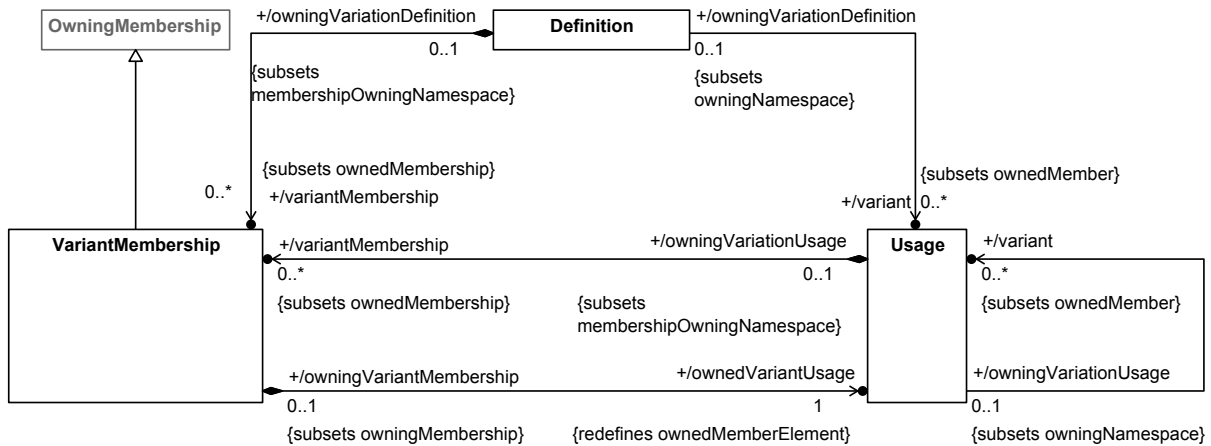 +/owningVariationDefinition
+/owningVariationDefinition
OwningMembership
Definition
0..1
0..1
{subsets
membershipOwningNamespace}
{subsets
owningNamespace}
{subsets ownedMembership}
{subsets ownedMember}
0..*
+/variantMembership
+/variant
0..*
VariantMembership
+/variantMembership
+/owningVariationUsage
Usage
+/variant
0..*
0..1
0..*
{subsets ownedMembership}
{subsets
membershipOwningNamespace}
{subsets ownedMember}
+/owningVariantMembership
+/ownedVariantUsage
+/owningVariationUsage
0..1
1
0..1
{subsets owningMembership}
{redefines ownedMemberElement}
{subsets owningNamespace}